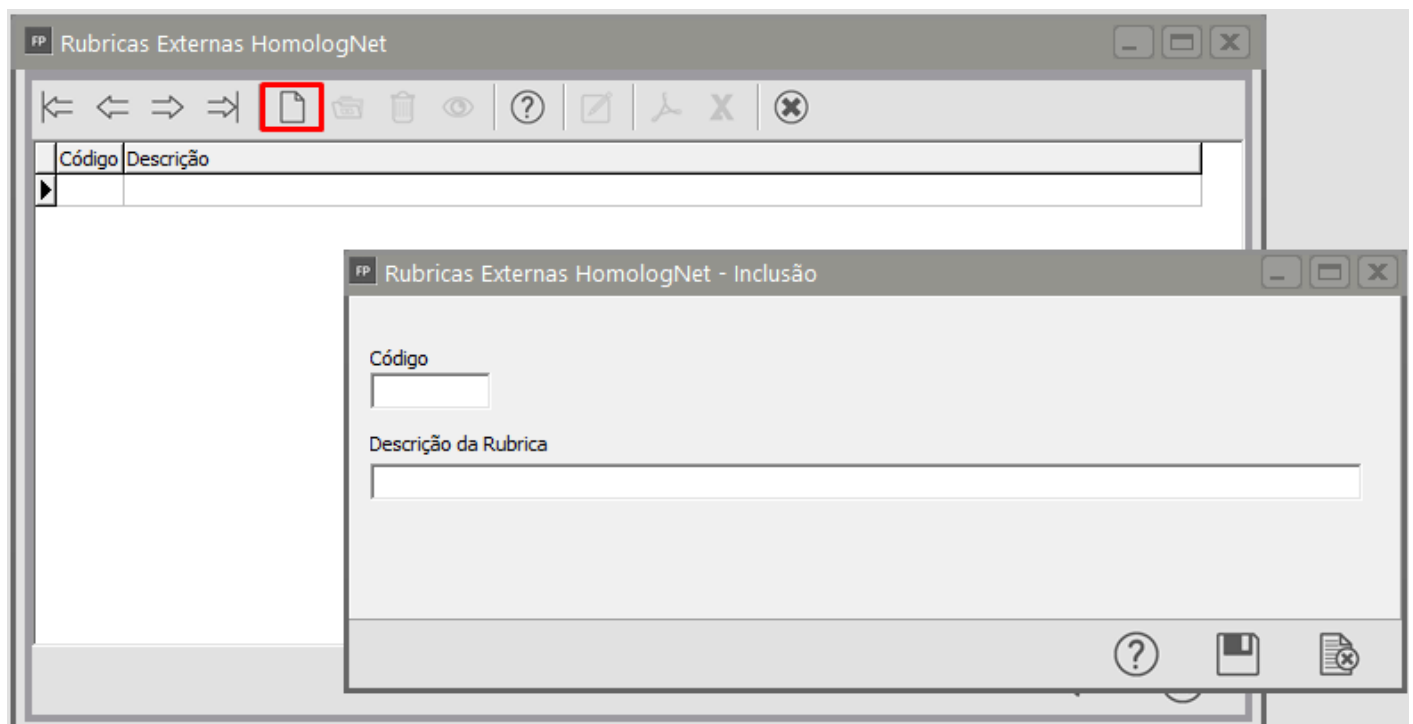 FP Rubricas Externas HomologNet
Código Descrição
FP Rubricas Externas HomologNet - Inclusão
Código
Descrição da Rubrica